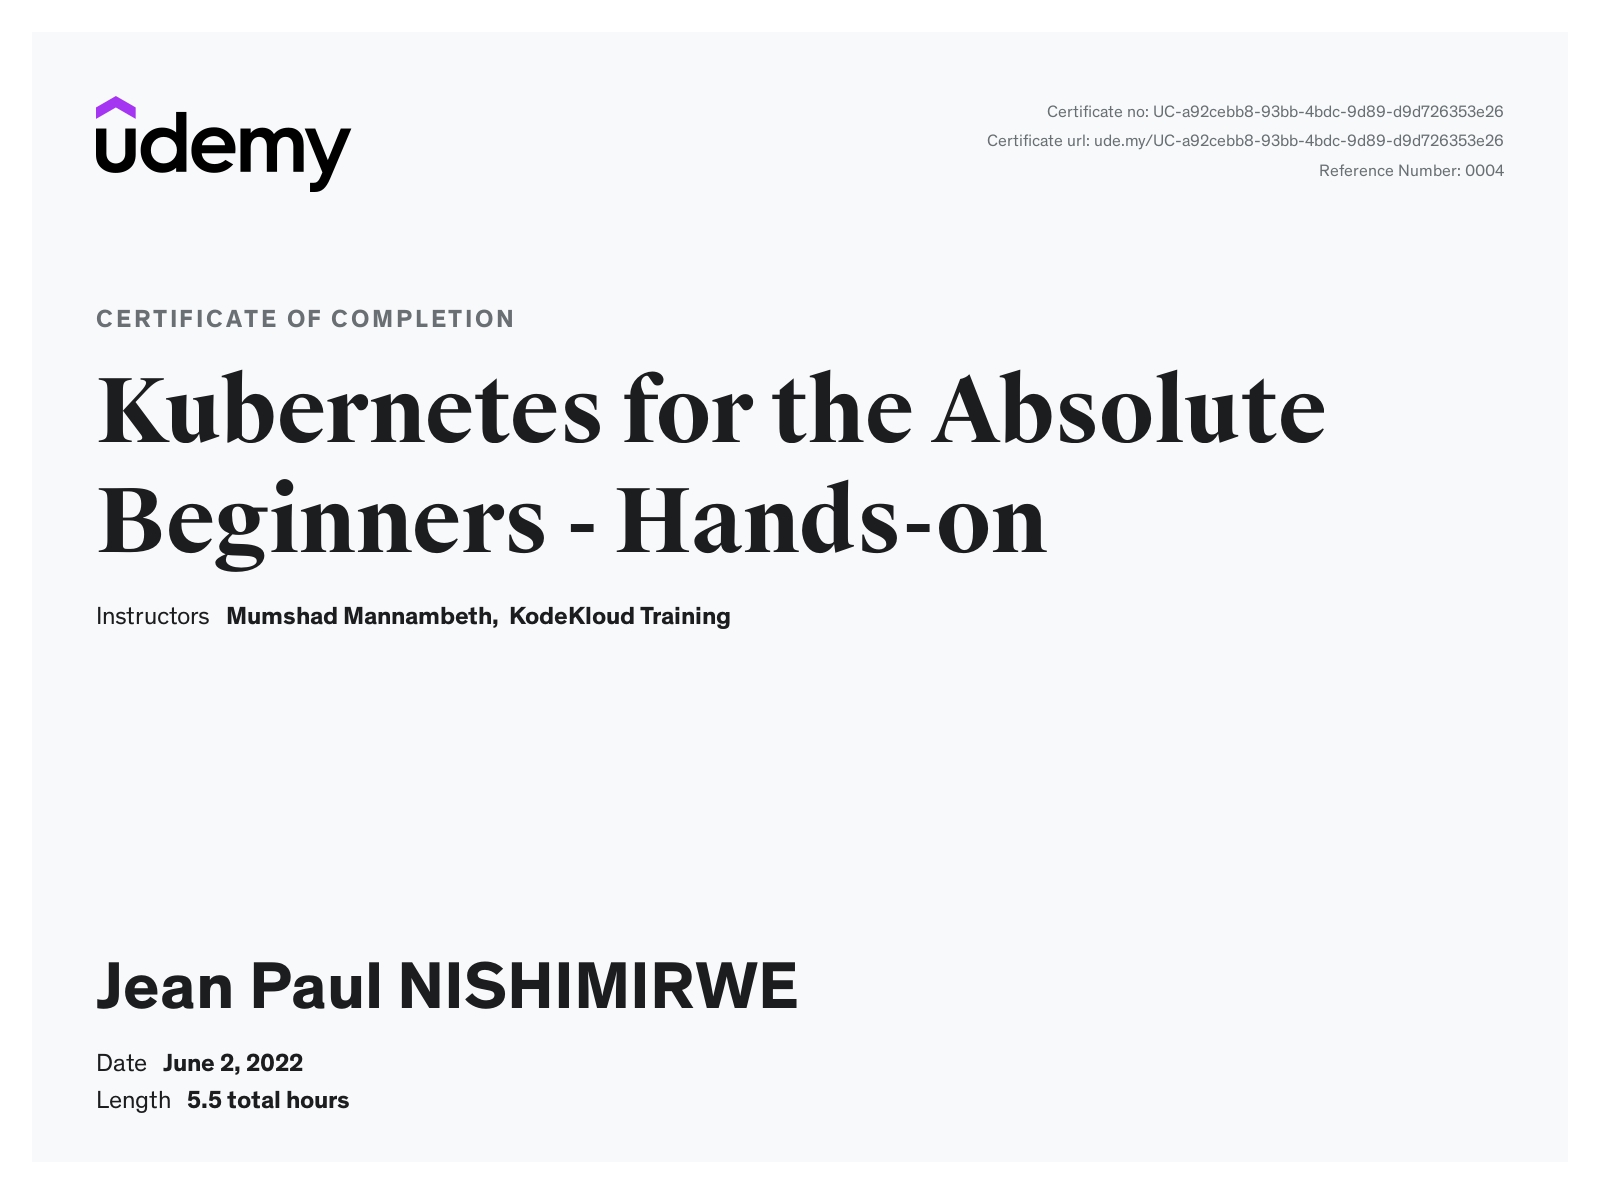 udemy
Certificate no: UC-a92cebb8-93bb-4bdc-9d89-d9d726353e26
Certificate url: ude.my/UC-a92cebb8-93bb-4bdc-9d89-d9d726353e26
Reference Number: 0004
CERTIFICATE OF COMPLETION
Kubernetes for the Absolute
Beginners - Hands-on
Instructors Mumshad Mannambeth, KodeKloud Training
Jean Paul NISHIMIRWE
Date June 2, 2022
Length 5.5 total hours